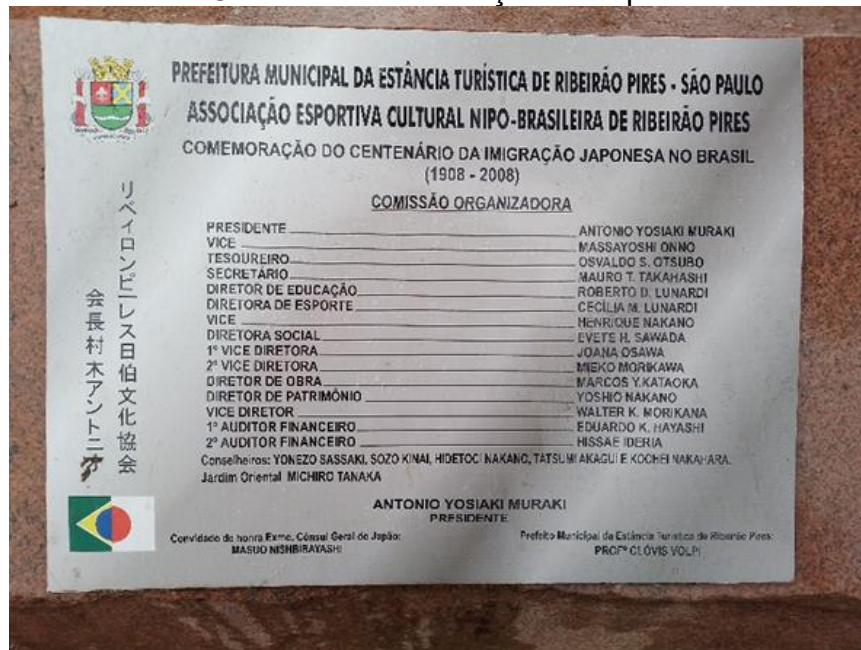 PREFEITURA MUNICIPAL DA ESTÂNCIA TURÍSTICA DE RIBEIRÃO PIRES - SÃO PAULO
ASSOCIAÇÃO ESPORTIVA CULTURAL NIPO-BRASILEIRA DE RIBEIRÃO PIRES
COMEMORAÇÃO DO CENTENÁRIO DA IMIGRAÇÃO JAPONESA NO BRASIL
(1908 - 2008)
COMISSÃO ORGANIZADORA
PRESIDENTE ANTONIO YOSIAKI MURAKI
VICE MASSAYOSHI ONNO
TESOUREIRO OSVALDO S. OTSUBO
SECRETÁRIO MAURO T. TAKAHASHI
DIRETOR DE EDUCAÇÃO ROBERTO D. LUNARDI
DIRETORA DE ESPORTE CECÍLIA M. LUNARDI
VICE HENRIQUE NAKANO
DIRETORA SOCIAL EVETE H. SAWADA
1ª VICE DIRETORA JOANA OSAWA
2ª VICE DIRETORA MIEKO MORIKAWA
DIRETOR DE OBRA MARCOS Y.KATAOKA
DIRETOR DE PATRIMÔNIO YOSHIO NAKANO
VICE DIRETOR WALTER K. MORIKANA
1º AUDITOR FINANCEIRO EDUARDO K. HAYASHI
2º AUDITOR FINANCEIRO HISSAE IDERIA
Conselheiros: YONEZO SASSAKI, SOZO KINAI, HIDETOCI NAKANO, TATSUMI AKAGUI E KOCHEI NAKAHARA.
Jardim Oriental MICHIRO TANAKA
ANTONIO YOSIAKI MURAKI
PRESIDENTE
Convidado de honra Exmo. Cônsul Geral do Japão:
MASUO NISHIBAYASHI
Prefeito Municipal da Estância Turística de Ribeirão Pires:
PROFº CLÓVIS VOLPI
リベイロンピーレス日伯文化協会
会長村木アントニオ